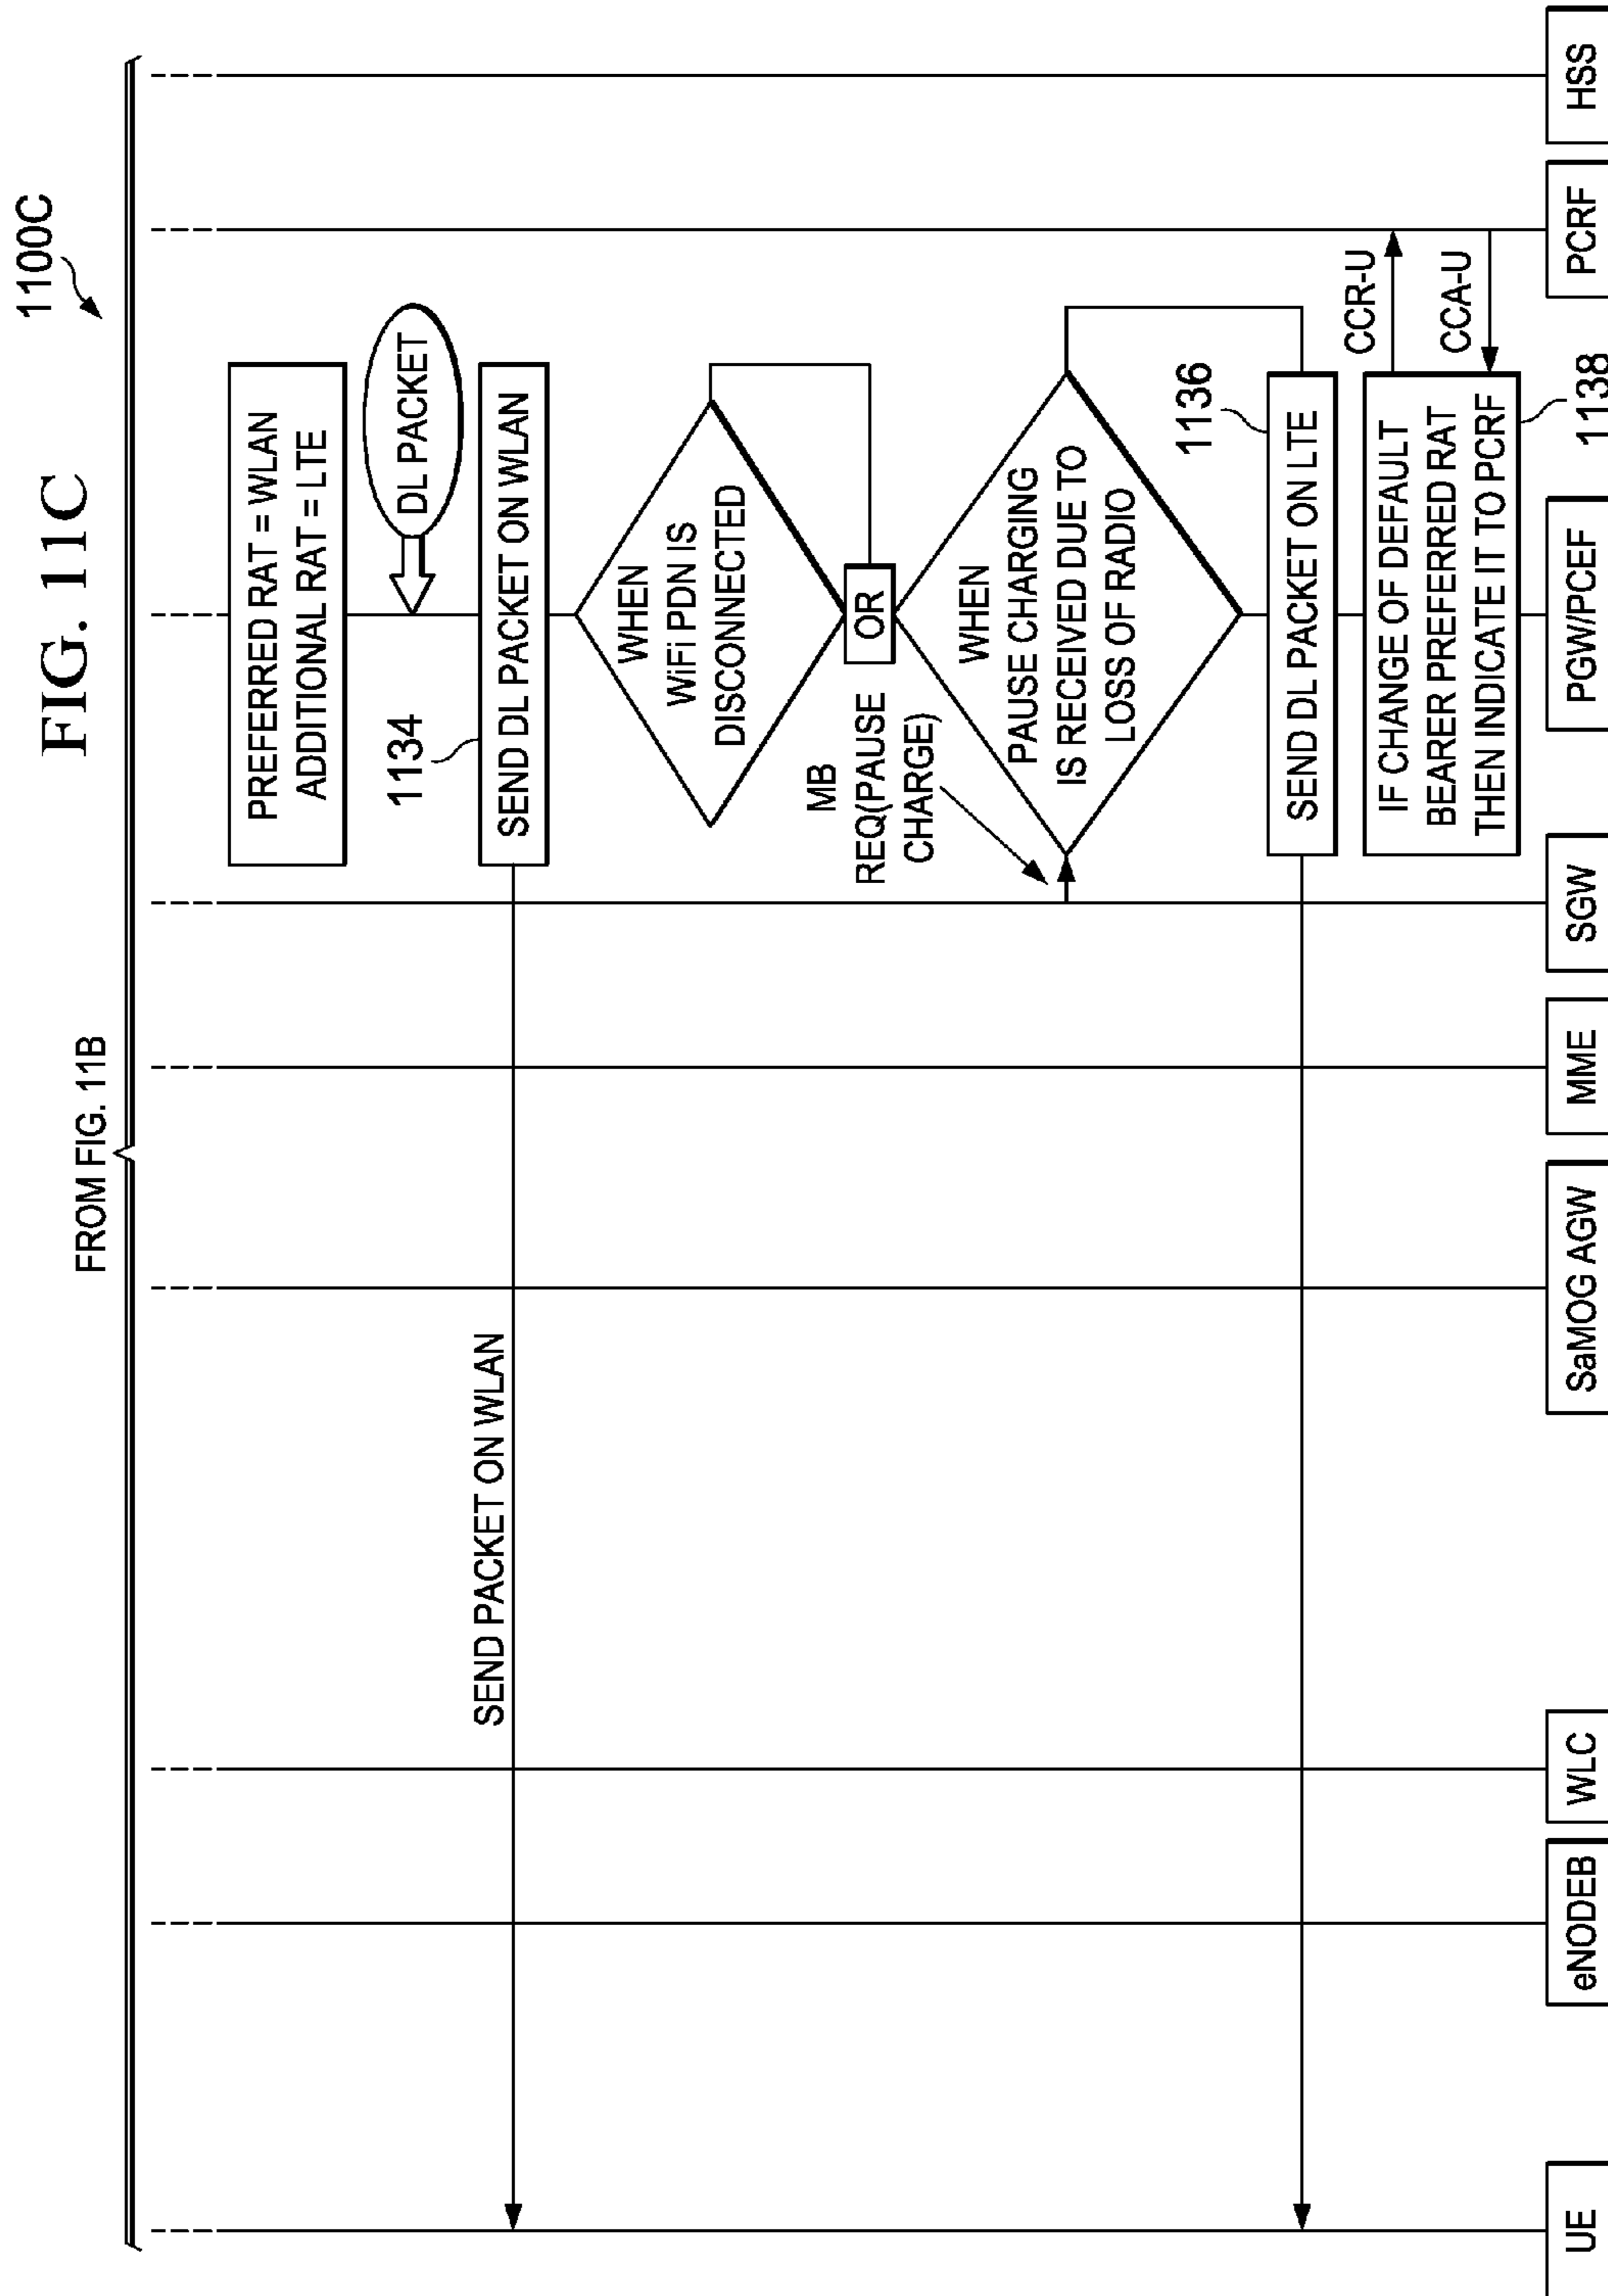 FIG. 11C
1100C
FROM FIG. 11B
PREFERRED RAT = WLAN
ADDITIONAL RAT = LTE
DL PACKET
1134
SEND DL PACKET ON WLAN
SEND PACKET ON WLAN
WHEN
WiFi PDN IS
DISCONNECTED
OR
MB
REQ(PAUSE
CHARGE)
WHEN
PAUSE CHARGING
IS RECEIVED DUE TO
LOSS OF RADIO
1136
SEND DL PACKET ON LTE
IF CHANGE OF DEFAULT
BEARER PREFERRED RAT
THEN INDICATE IT TO PCRF
CCR-U
CCA-U
1138
UE
eNODEB
WLC
SaMOG AGW
MME
SGW
PGW/PCEF
PCRF
HSS